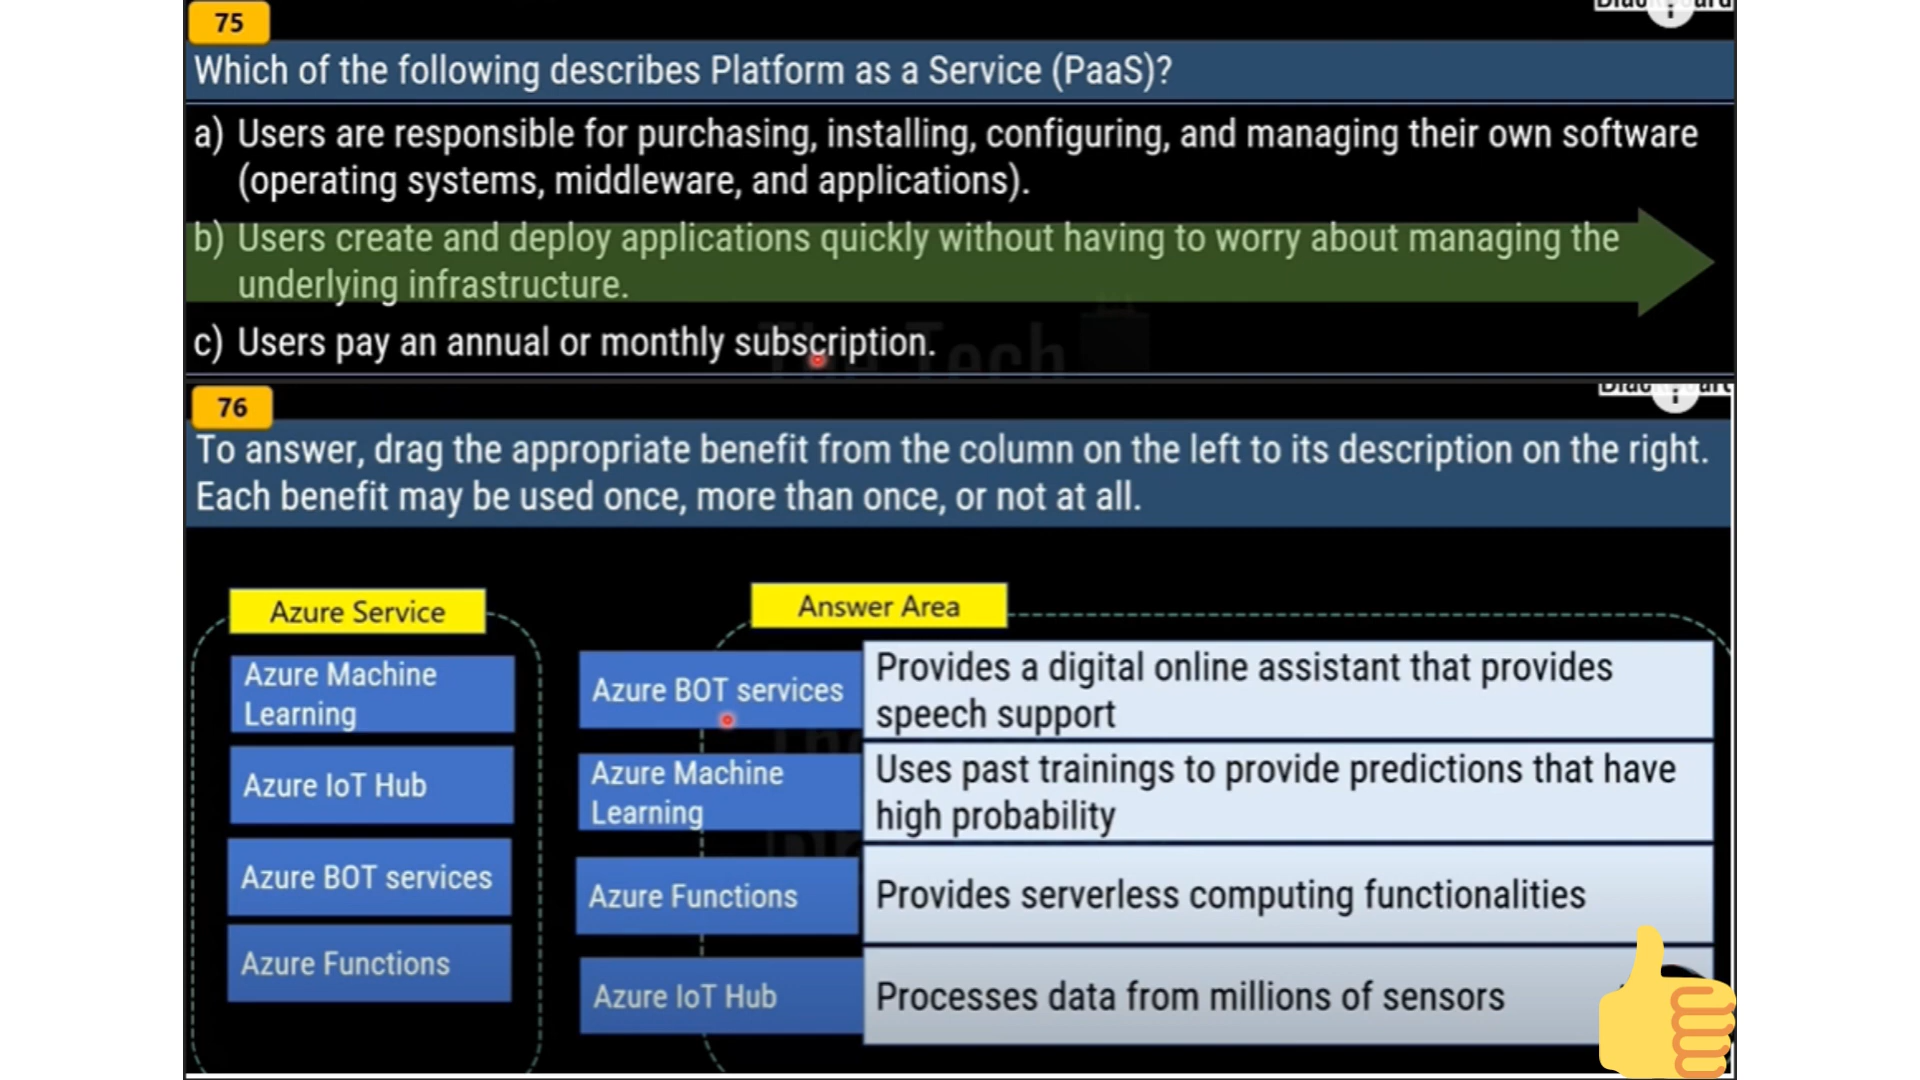 75
Which of the following describes Platform as a Service (PaaS)?
a) Users are responsible for purchasing, installing, configuring, and managing their own software
(operating systems, middleware, and applications).
b) Users create and deploy applications quickly without having to worry about managing the
underlying infrastructure.
c) Users pay an annual or monthly subscription.
The Tech
76
To answer, drag the appropriate benefit from the column on the left to its description on the right.
Each benefit may be used once, more than once, or not at all.
Azure Service
Azure Machine
Learning
Azure IoT Hub
Azure BOT services
Azure Functions
Answer Area
Azure BOT services
Provides a digital online assistant that provides
speech support
Azure Machine
Learning
Uses past trainings to provide predictions that have
high probability
Azure Functions
Provides serverless computing functionalities
Azure IoT Hub
Processes data from millions of sensors